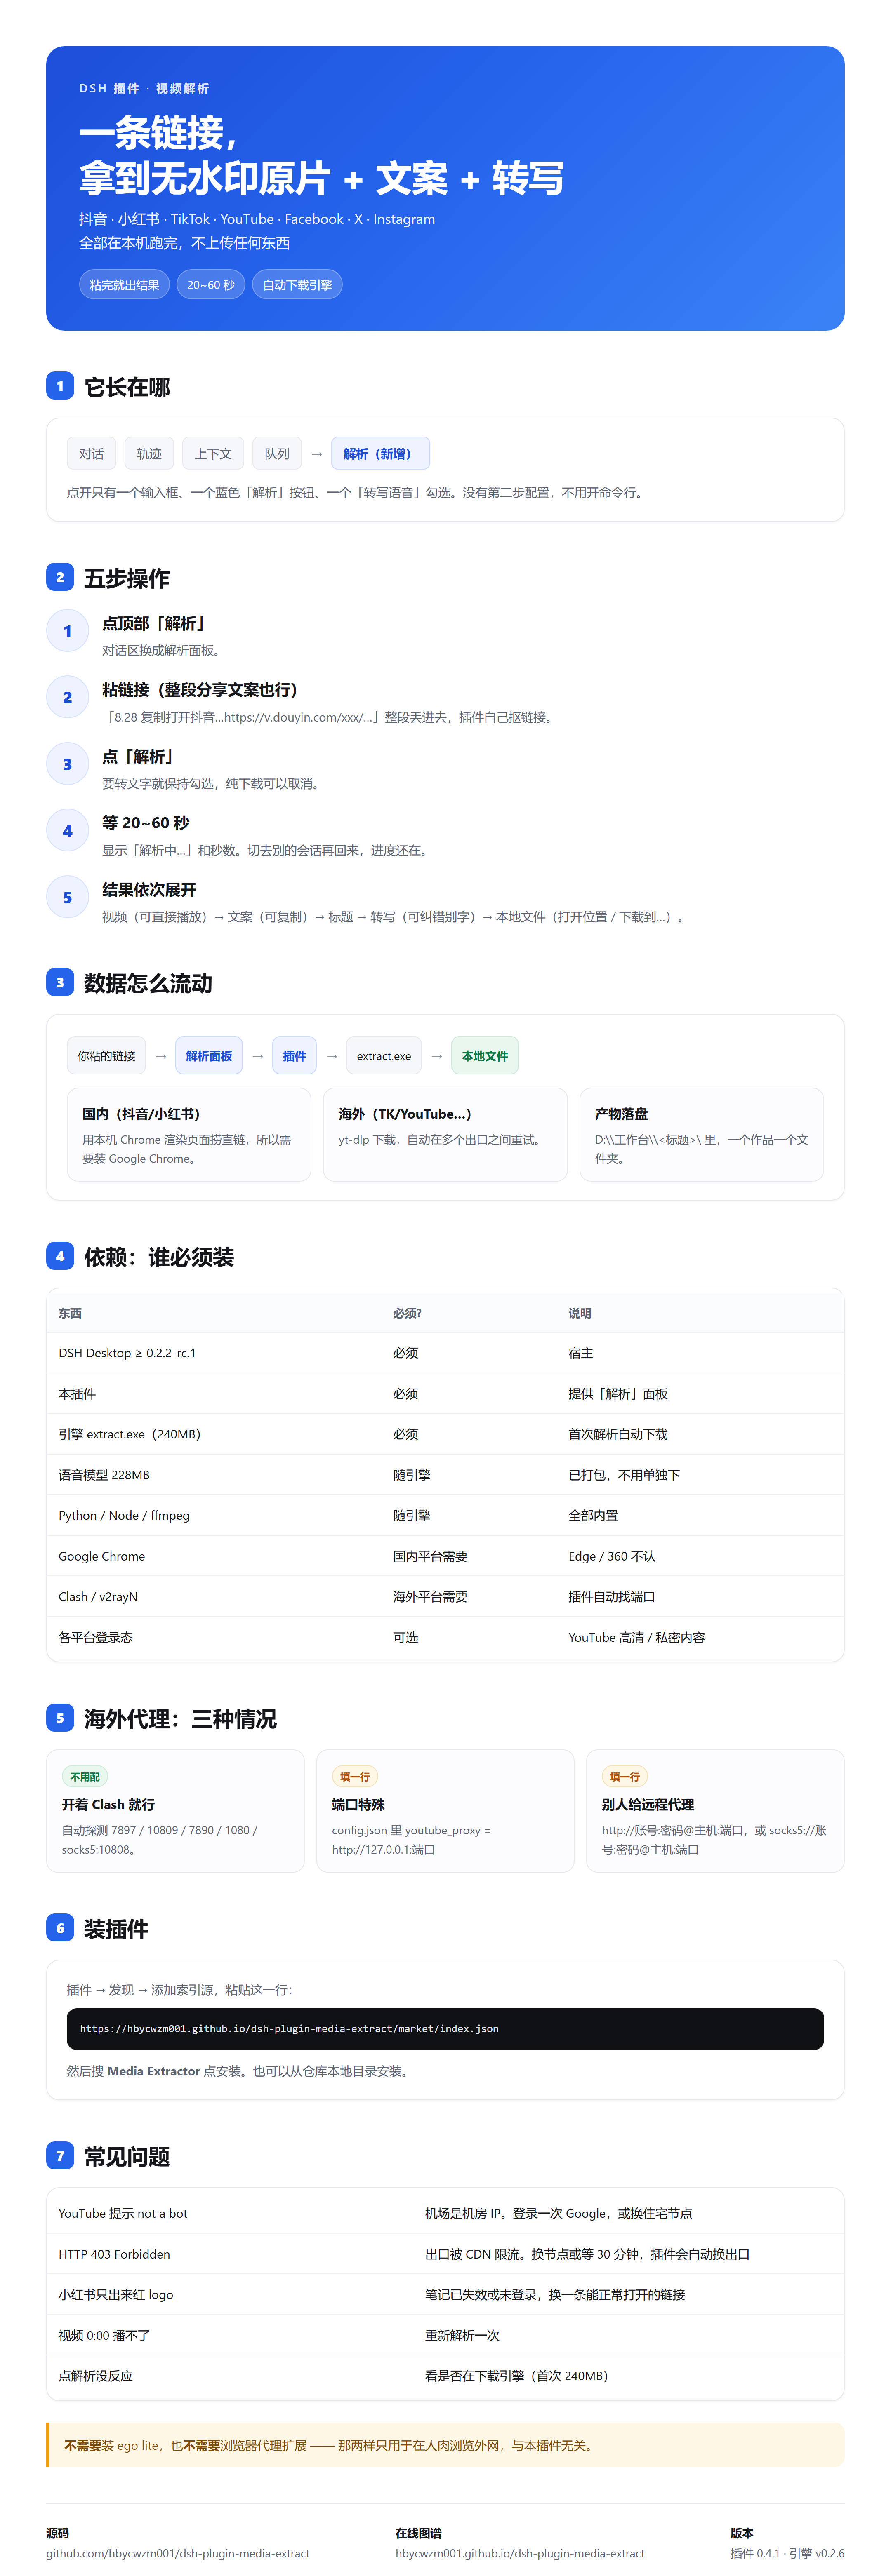 DSH 插件 · 视频解析
一条链接，
拿到无水印原片 + 文案 + 转写
抖音 · 小红书 · TikTok · YouTube · Facebook · X · Instagram
全部在本机跑完，不上传任何东西
粘完就出结果 20~60 秒 自动下载引擎
1 它长在哪
对话 轨迹 上下文 队列 → 解析（新增）
点开只有一个输入框、一个蓝色「解析」按钮、一个「转写语音」勾选。没有第二步配置，不用开命令行。
2 五步操作
1 点顶部「解析」
对话区换成解析面板。
2 粘链接（整段分享文案也行）
「8.28 复制打开抖音…https://v.douyin.com/xxx/…」整段丢进去，插件自己抠链接。
3 点「解析」
要转文字就保持勾选，纯下载可以取消。
4 等 20~60 秒
显示「解析中…」和秒数。切去别的会话再回来，进度还在。
5 结果依次展开
视频（可直接播放）→ 文案（可复制）→ 标题 → 转写（可纠错别字）→ 本地文件（打开位置 / 下载到…）。
3 数据怎么流动
你粘的链接 → 解析面板 → 插件 → extract.exe → 本地文件
国内（抖音/小红书）
用本机 Chrome 渲染页面捞直链，所以需
要装 Google Chrome。
海外（TK/YouTube…）
yt-dlp 下载，自动在多个出口之间重试。
产物落盘
D:\\工作台\\<标题>\ 里，一个作品一个文
件夹。
4 依赖：谁必须装
东西 必须? 说明
DSH Desktop ≥ 0.2.2-rc.1 必须 宿主
本插件 必须 提供「解析」面板
引擎 extract.exe（240MB） 必须 首次解析自动下载
语音模型 228MB 随引擎 已打包，不用单独下
Python / Node / ffmpeg 随引擎 全部内置
Google Chrome 国内平台需要 Edge / 360 不认
Clash / v2rayN 海外平台需要 插件自动找端口
各平台登录态 可选 YouTube 高清 / 私密内容
5 海外代理：三种情况
不用配
开着 Clash 就行
自动探测 7897 / 10809 / 7890 / 1080 /
socks5:10808。
填一行
端口特殊
config.json 里 youtube_proxy =
http://127.0.0.1:端口
填一行
别人给远程代理
http://账号:密码@主机:端口，或 socks5://账
号:密码@主机:端口
6 装插件
插件 → 发现 → 添加索引源，粘贴这一行：
https://hbycwzm001.github.io/dsh-plugin-media-extract/market/index.json
然后搜 Media Extractor 点安装。也可以从仓库本地目录安装。
7 常见问题
YouTube 提示 not a bot 机场是机房 IP。登录一次 Google，或换住宅节点
HTTP 403 Forbidden 出口被 CDN 限流。换节点或等 30 分钟，插件会自动换出口
小红书只出来红 logo 笔记已失效或未登录，换一条能正常打开的链接
视频 0:00 播不了 重新解析一次
点解析没反应 看是否在下载引擎（首次 240MB）
不需要装 ego lite，也不需要浏览器代理扩展 —— 那两样只用于在人肉浏览外网，与本插件无关。
源码 在线图谱 版本
github.com/hbycwzm001/dsh-plugin-media-extract hbycwzm001.github.io/dsh-plugin-media-extract 插件 0.4.1 · 引擎 v0.2.6